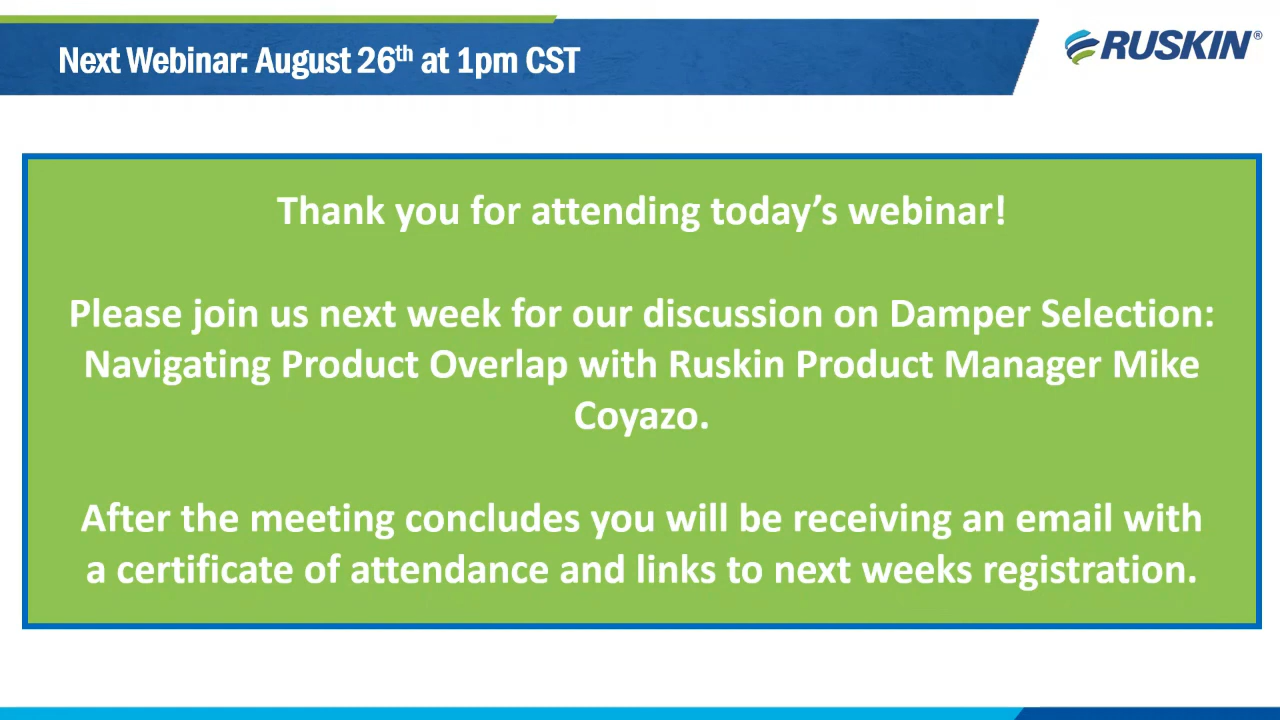 Next Webinar: August 26th at 1pm CST
RUSKIN®
Thank you for attending today’s webinar!
Please join us next week for our discussion on Damper Selection:
Navigating Product Overlap with Ruskin Product Manager Mike
Coyazo.
After the meeting concludes you will be receiving an email with
a certificate of attendance and links to next weeks registration.